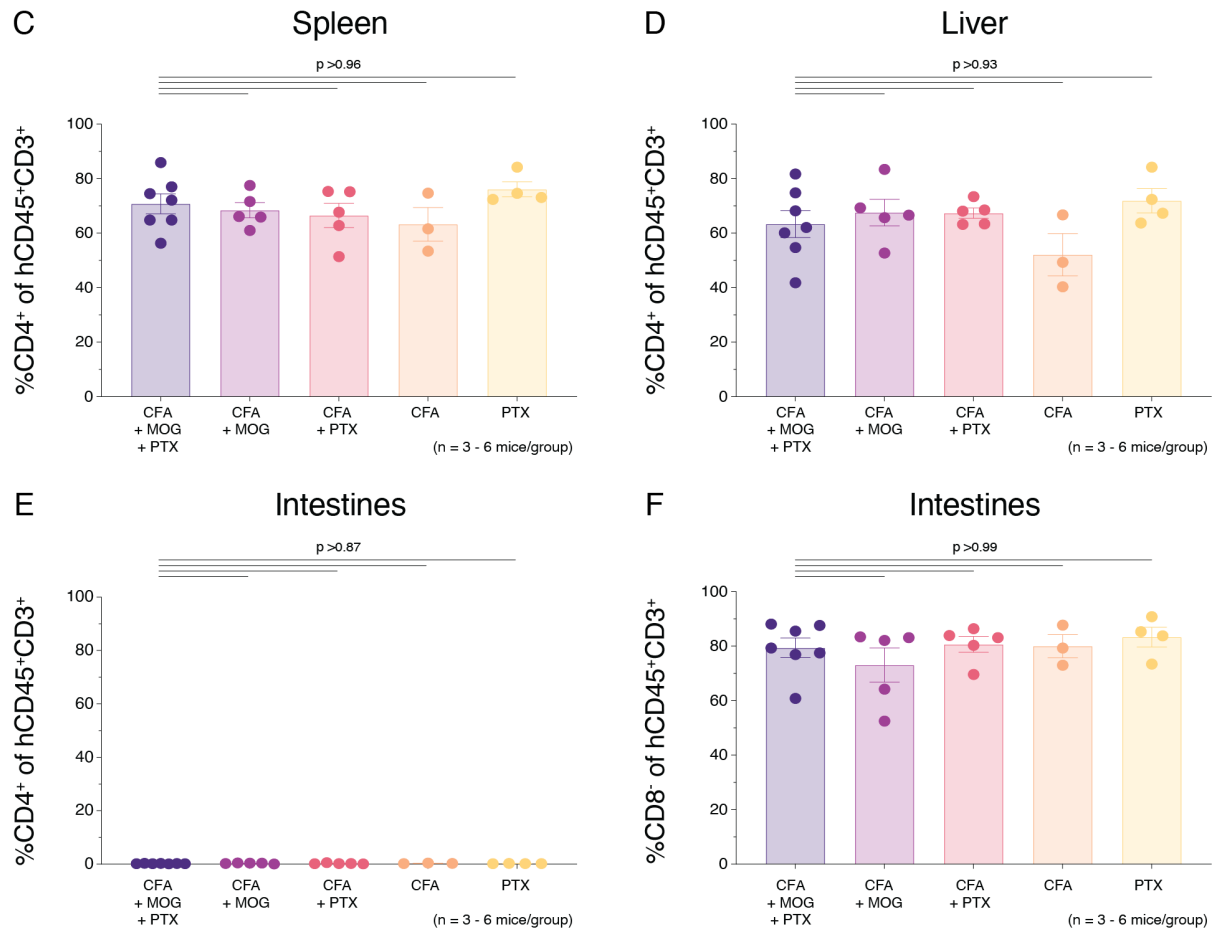 C
Spleen
p >0.96
%CD4⁺ of hCD45⁺CD3⁺
100
80
60
40
20
0
CFA
+ MOG
+ PTX
CFA
+ MOG
CFA
+ PTX
CFA
PTX
(n = 3 - 6 mice/group)
D
Liver
p >0.93
%CD4⁺ of hCD45⁺CD3⁺
100
80
60
40
20
0
CFA
+ MOG
+ PTX
CFA
+ MOG
CFA
+ PTX
CFA
PTX
(n = 3 - 6 mice/group)
E
Intestines
p >0.87
%CD4⁺ of hCD45⁺CD3⁺
100
80
60
40
20
0
CFA
+ MOG
+ PTX
CFA
+ MOG
CFA
+ PTX
CFA
PTX
(n = 3 - 6 mice/group)
F
Intestines
p >0.99
%CD8⁻ of hCD45⁺CD3⁺
100
80
60
40
20
0
CFA
+ MOG
+ PTX
CFA
+ MOG
CFA
+ PTX
CFA
PTX
(n = 3 - 6 mice/group)